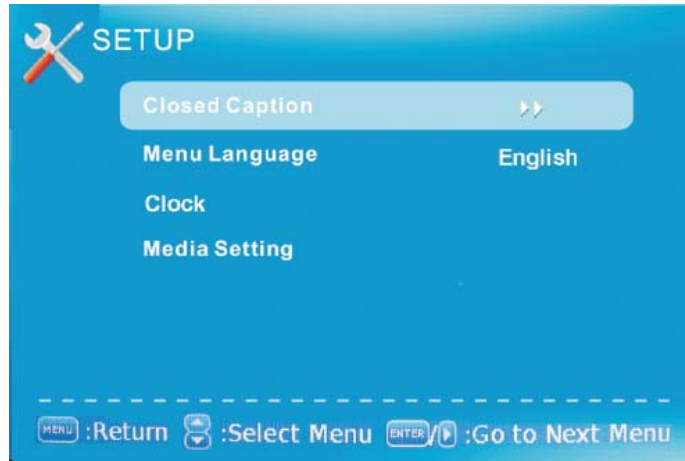 SETUP
Closed Caption
Menu Language English
Clock
Media Setting
MENU :Return :Select Menu ENTER/ :Go to Next Menu